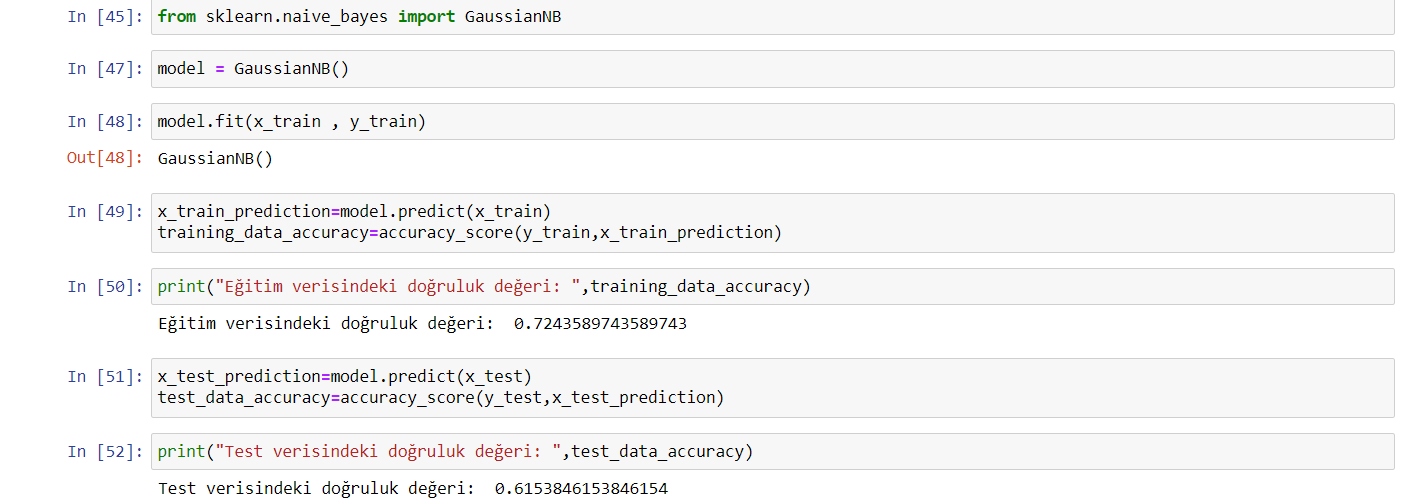 In [45]: from sklearn.naive_bayes import GaussianNB
In [47]: model = GaussianNB()
In [48]: model.fit(x_train , y_train)
Out[48]: GaussianNB()
In [49]: x_train_prediction=model.predict(x_train)
training_data_accuracy=accuracy_score(y_train,x_train_prediction)
In [50]: print("Eğitim verisindeki doğruluk değeri: ",training_data_accuracy)
Eğitim verisindeki doğruluk değeri:  0.7243589743589743
In [51]: x_test_prediction=model.predict(x_test)
test_data_accuracy=accuracy_score(y_test,x_test_prediction)
In [52]: print("Test verisindeki doğruluk değeri: ",test_data_accuracy)
Test verisindeki doğruluk değeri:  0.6153846153846154